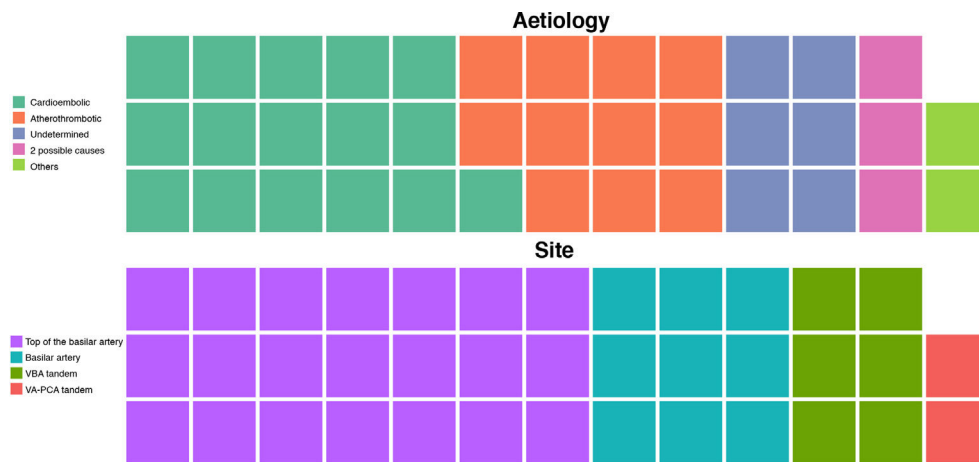 Aetiology
Cardioembolic
Atherothrombotic
Undetermined
2 possible causes
Others
Site
Top of the basilar artery
Basilar artery
VBA tandem
VA-PCA tandem